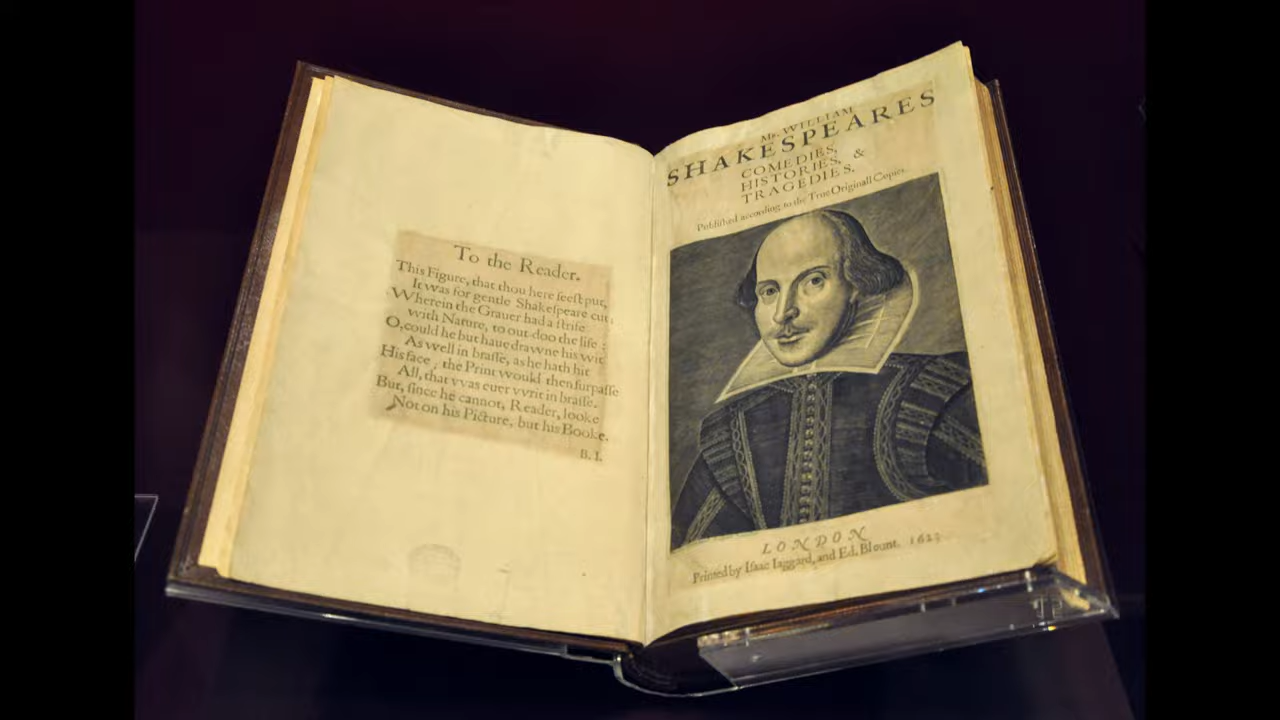 To the Reader.
This Figure, that thou here ſeeſt put,
It was for gentle Shakeſpeare cut;
Wherein the Grauer had a ſtrife
with Nature, to out-doo the life :
O, could he but haue drawne his wit
As well in braſſe, as he hath hit
His face , the Print would then ſurpaſſe
All, that vvas euer vvrit in braſſe.
But, ſince he cannot, Reader, looke
Not on his Picture, but his Booke.
B. I.
Mr. WILLIAM
SHAKESPEARES
COMEDIES,
HISTORIES, &
TRAGEDIES.
Publiſhed according to the True Originall Copies.
LONDON
Printed by Iſaac Iaggard, and Ed. Blount. 1623